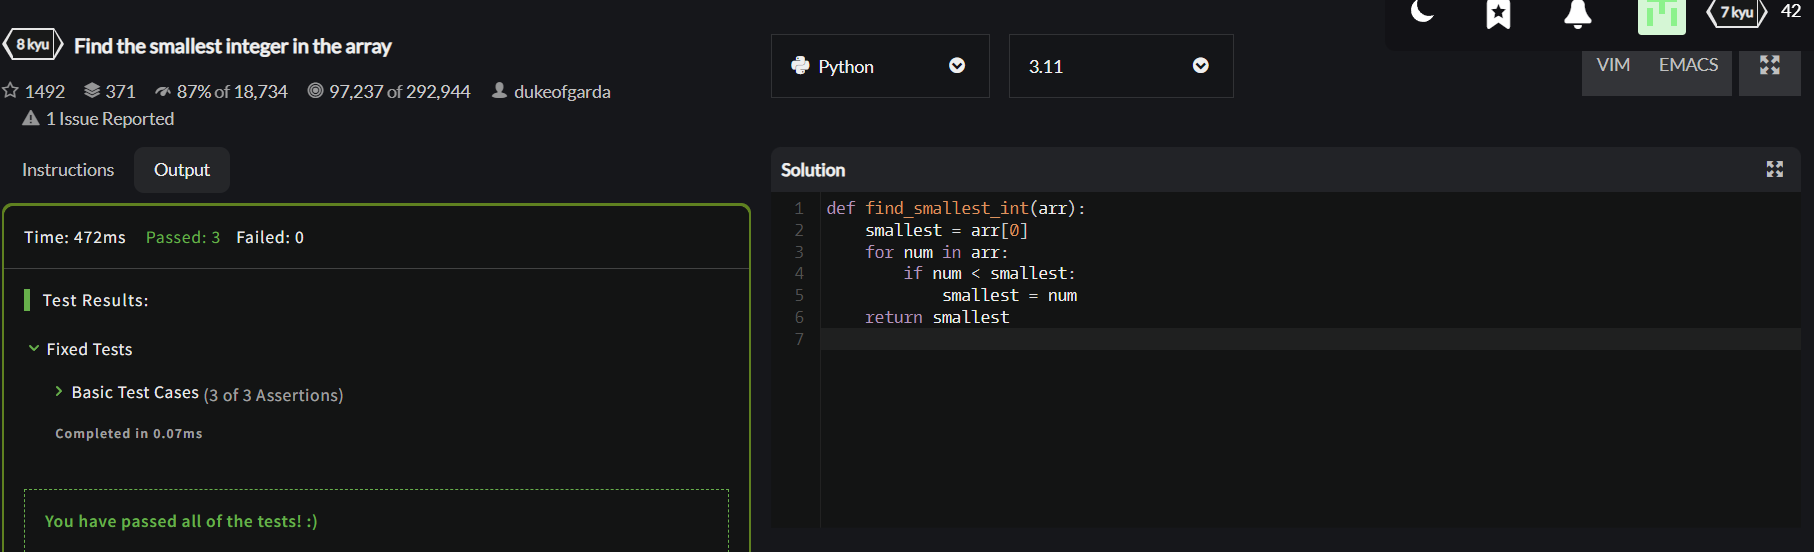 8 kyu Find the smallest integer in the array
1492 371 87% of 18,734 97,237 of 292,944 dukeofgarda
1 Issue Reported
Python 3.11
7 kyu 42
VIM EMACS
Instructions Output
Time: 472ms Passed: 3 Failed: 0
Test Results:
Fixed Tests
Basic Test Cases (3 of 3 Assertions)
Completed in 0.07ms
You have passed all of the tests! :)
Solution
1 def find_smallest_int(arr):
2     smallest = arr[0]
3     for num in arr:
4         if num < smallest:
5             smallest = num
6     return smallest
7